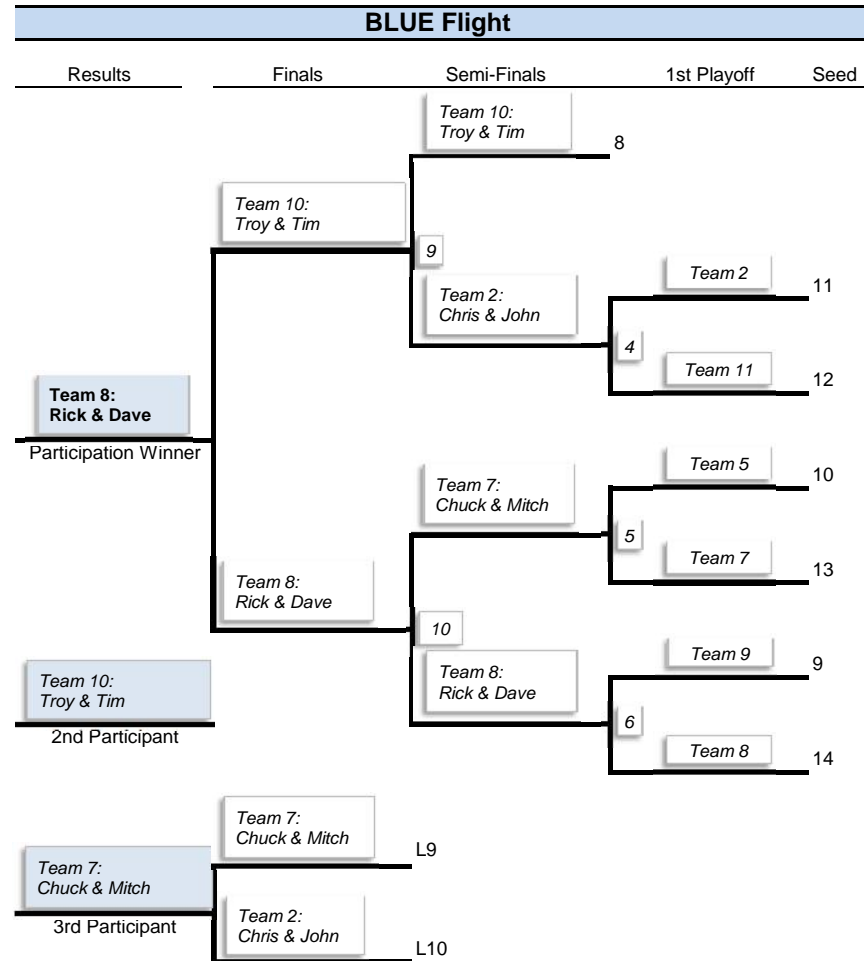 BLUE Flight
Results Finals Semi-Finals 1st Playoff Seed
Team 10:
Troy & Tim
8
Team 10:
Troy & Tim
9
Team 2:
Chris & John
Team 2
11
4
Team 11
12
Team 8:
Rick & Dave
Participation Winner
Team 5
10
Team 7:
Chuck & Mitch
5
Team 7
13
Team 8:
Rick & Dave
10
Team 9
9
Team 8:
Rick & Dave
6
Team 8
14
Team 10:
Troy & Tim
2nd Participant
Team 7:
Chuck & Mitch
L9
Team 7:
Chuck & Mitch
3rd Participant
Team 2:
Chris & John
L10